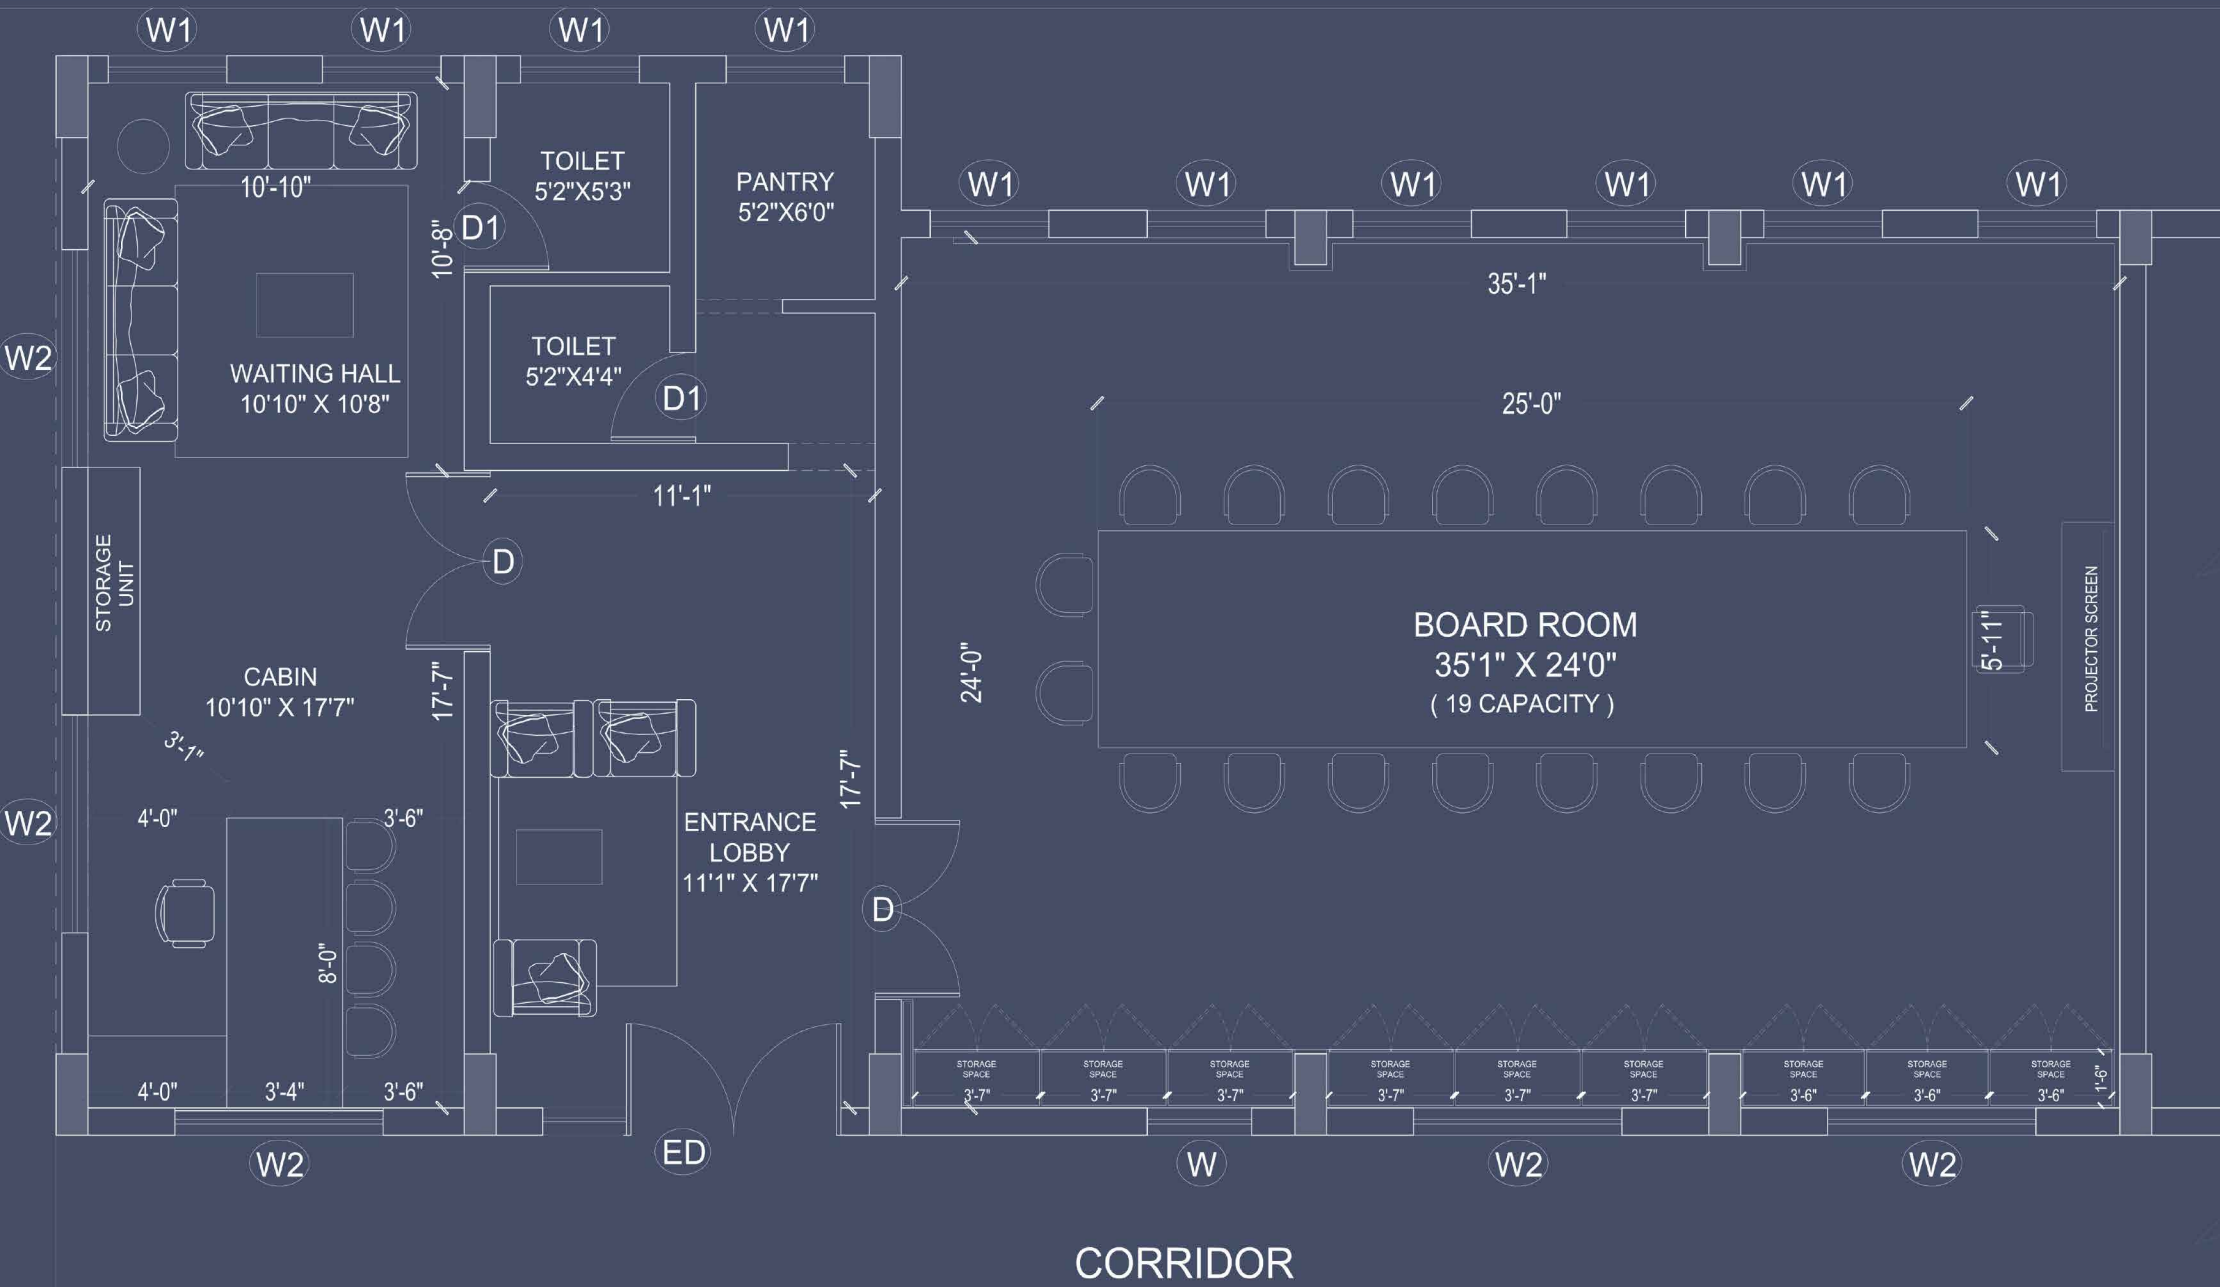 W1
W1
W1
W1
TOILET
5'2"X5'3"
PANTRY
5'2"X6'0"
W1
W1
W1
W1
W1
W1
10'-10"
D1
10'-8"
35'-1"
TOILET
5'2"X4'4"
D1
W2
WAITING HALL
10'10" X 10'8"
25'-0"
11'-1"
D
STORAGE
UNIT
BOARD ROOM
35'1" X 24'0"
( 19 CAPACITY )
5'-11"
PROJECTOR SCREEN
24'-0"
CABIN
10'10" X 17'7"
17'-7"
3'-1"
17'-7"
W2
4'-0"
3'-6"
ENTRANCE
LOBBY
11'1" X 17'7"
D
8'-0"
STORAGE
SPACE
3'-7"
STORAGE
SPACE
3'-7"
STORAGE
SPACE
3'-7"
STORAGE
SPACE
3'-7"
STORAGE
SPACE
3'-7"
STORAGE
SPACE
3'-7"
STORAGE
SPACE
3'-6"
STORAGE
SPACE
3'-6"
STORAGE
SPACE
3'-6"
1'-6"
4'-0"
3'-4"
3'-6"
W2
ED
W
W2
W2
CORRIDOR